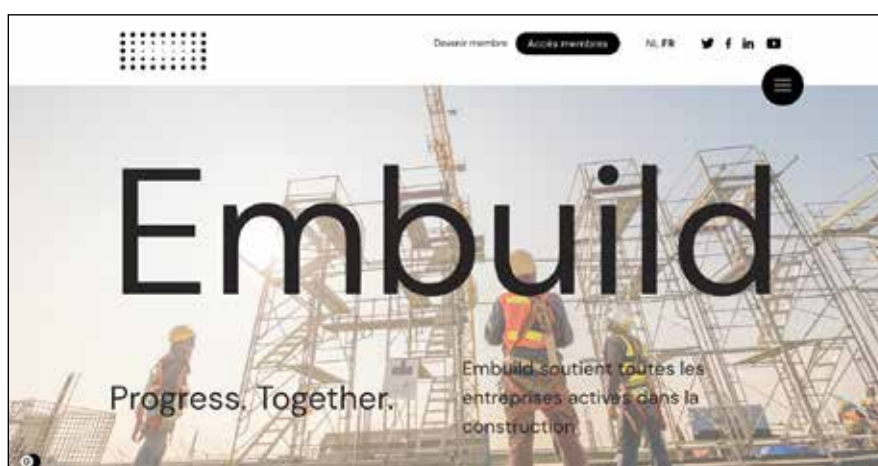 Devenir membre
Accès membres
NL FR
Embuild
Progress. Together.
Embuild soutient toutes les
entreprises actives dans la
construction